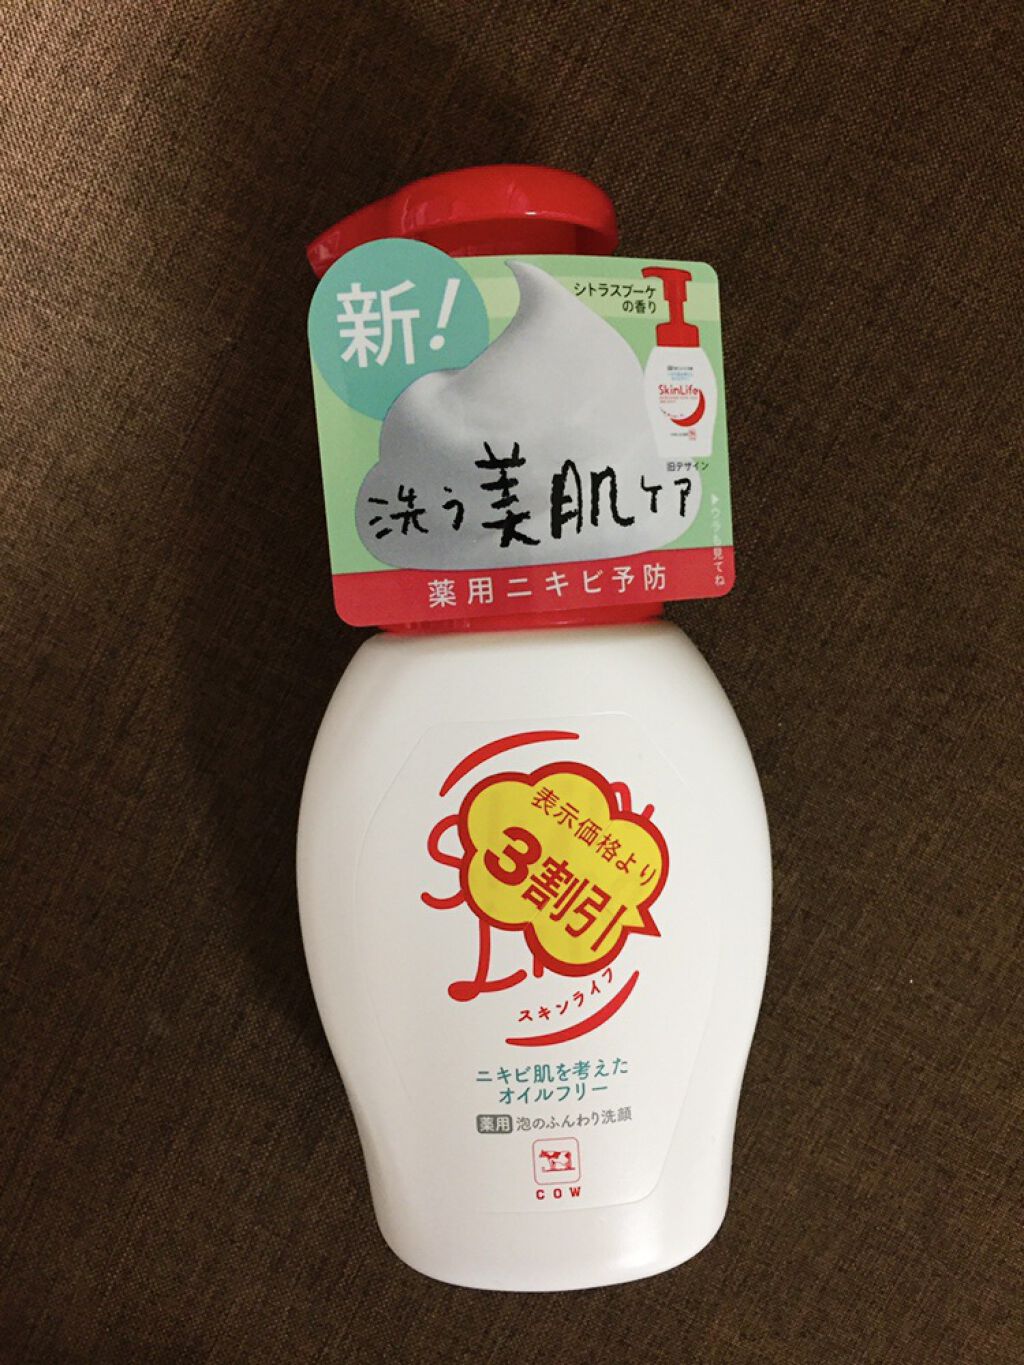 新!
シトラスブーケ
の香り
SkinLife
旧デザイン
洗う美肌ケア
▶ウラも見てね
薬用ニキビ予防
表示価格より
3割引
スキンライフ
ニキビ肌を考えた
オイルフリー
薬用 泡のふんわり洗顔
COW